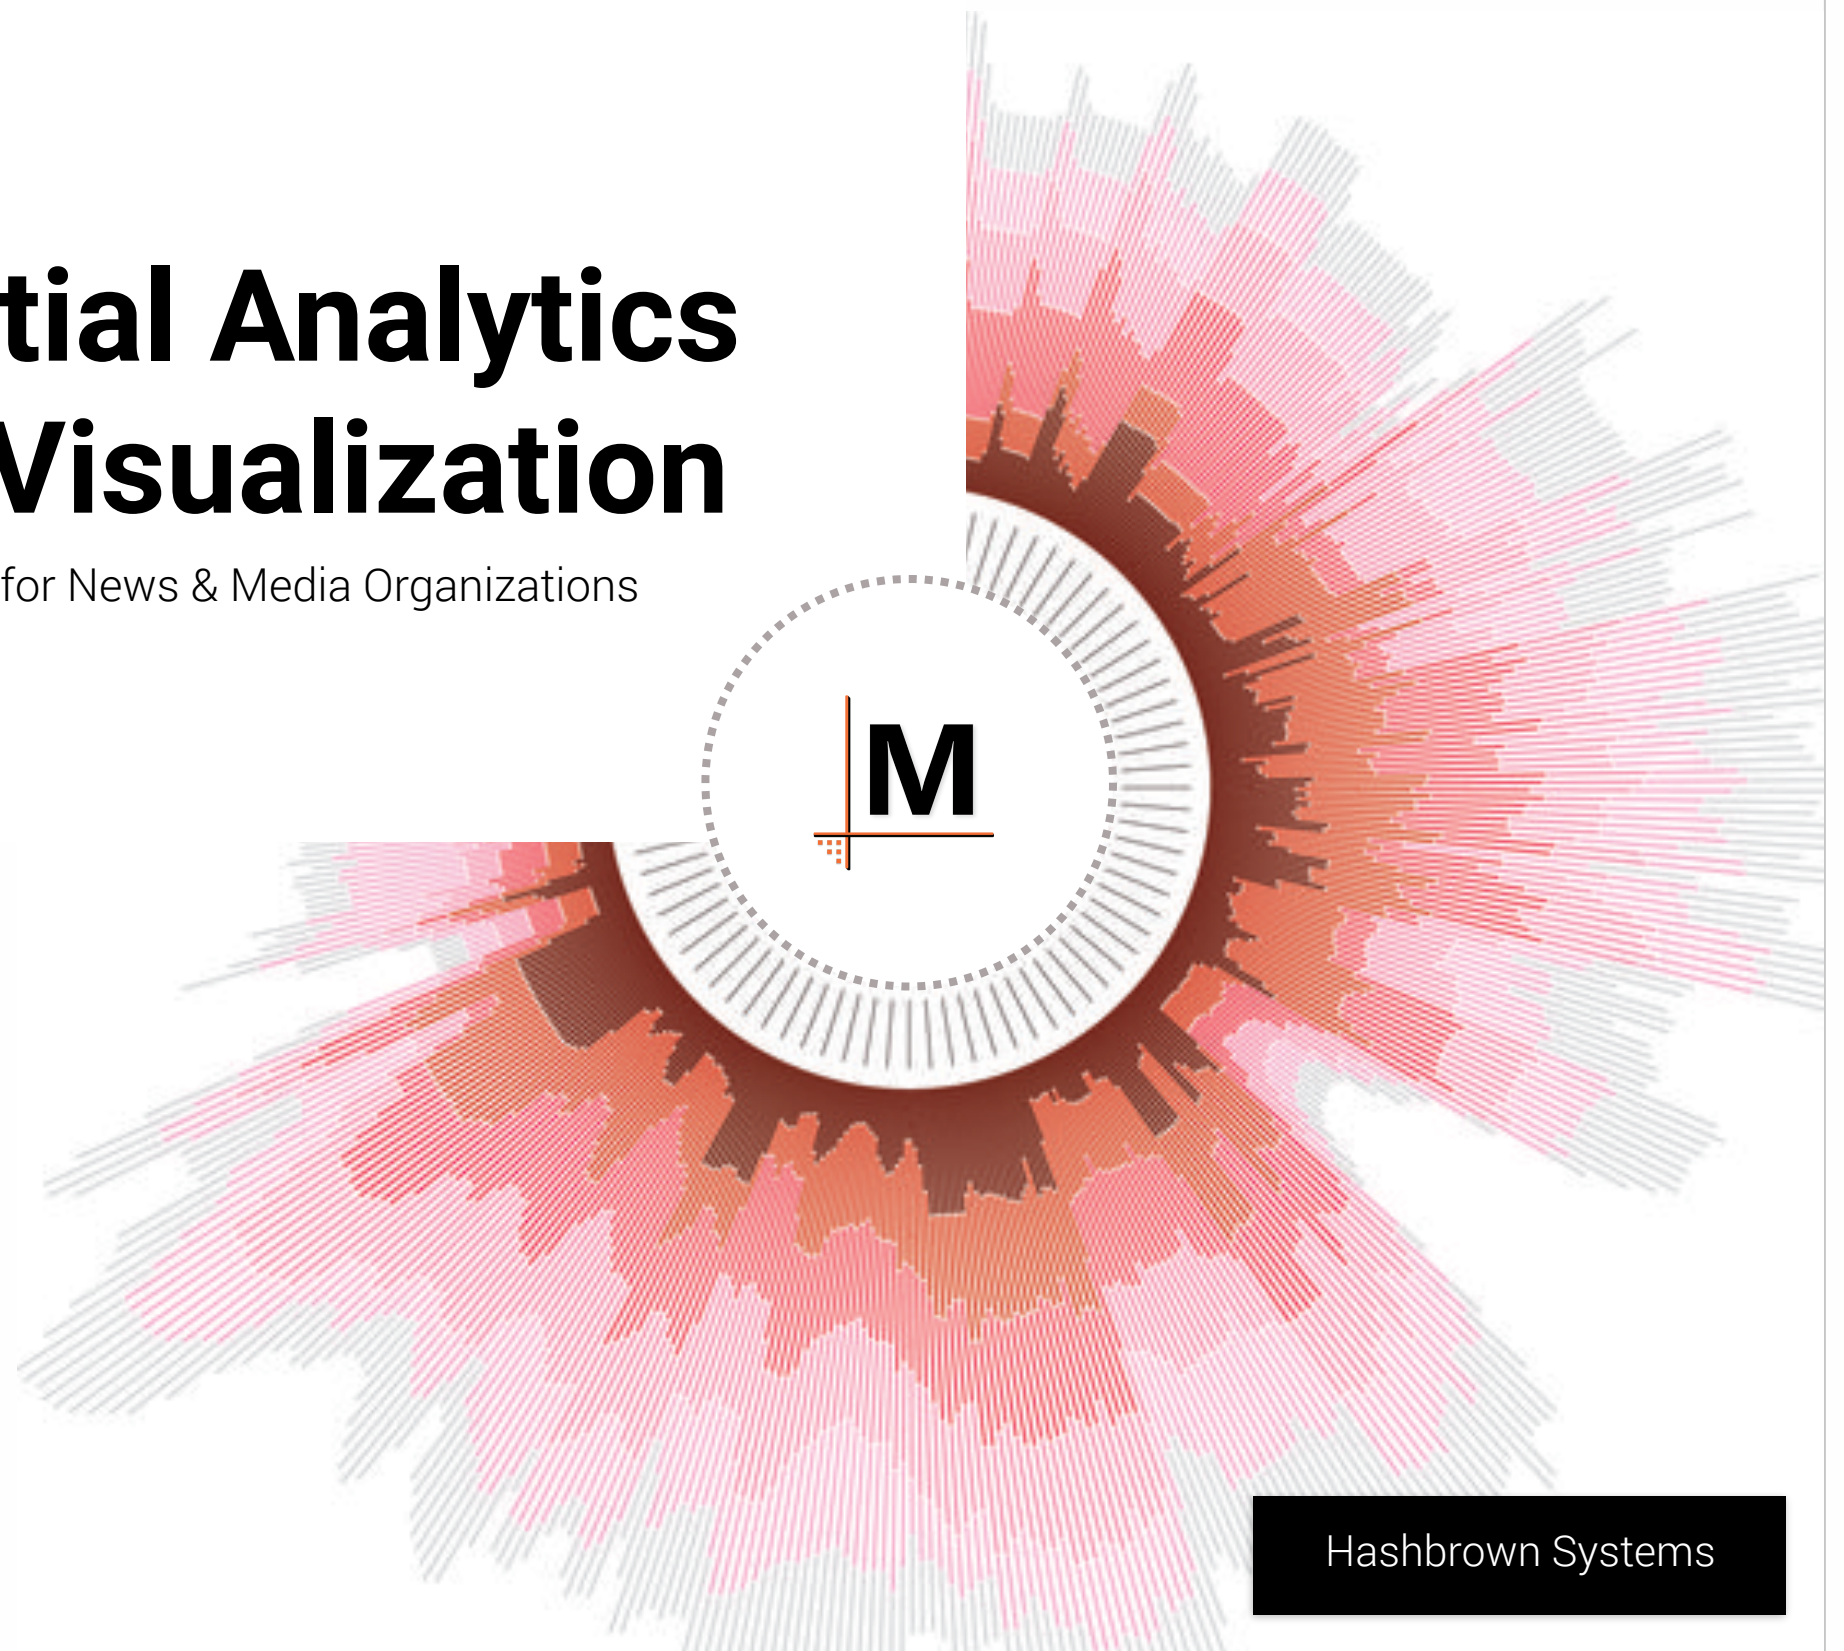 tial Analytics
Visualization
for News & Media Organizations
M
Hashbrown Systems